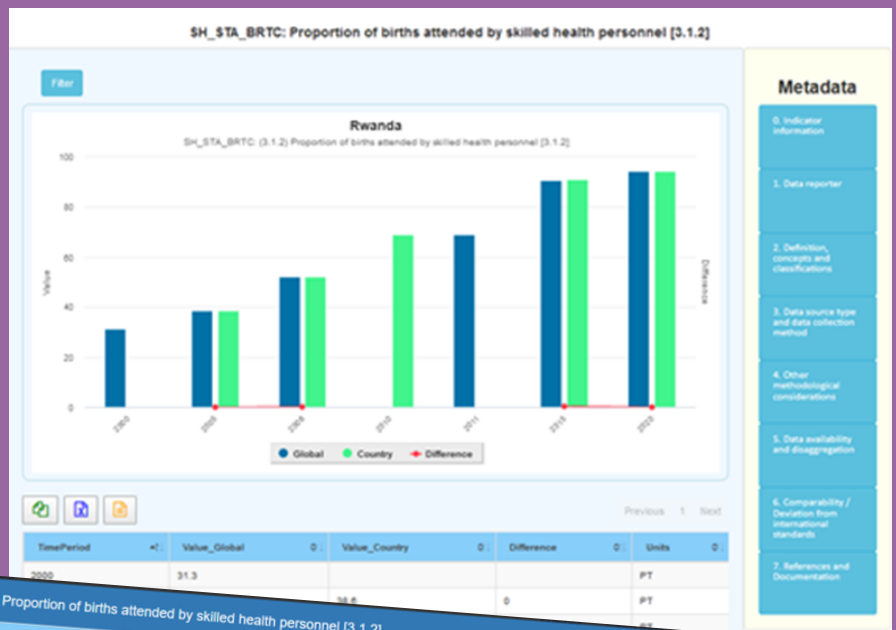 SH_STA_BRTC: Proportion of births attended by skilled health personnel [3.1.2]
Filter
Rwanda
SH_STA_BRTC: (3.1.2) Proportion of births attended by skilled health personnel [3.1.2]
100
80
60
40
20
0
Value
Difference
2000
2005
2010
2015
2020
Global
Country
Difference
Previous 1 Next
TimePeriod Value_Global Value_Country Difference Units
2000 31.3 PT
38.6 0 PT
PT
Proportion of births attended by skilled health personnel [3.1.2]
Metadata
0. Indicator
information
1. Data reporter
2. Definition,
concepts and
classifications
3. Data source type
and data collection
method
4. Other
methodological
considerations
5. Data availability
and disaggregation
6. Comparability /
Deviation from
international
standards
7. References and
Documentation